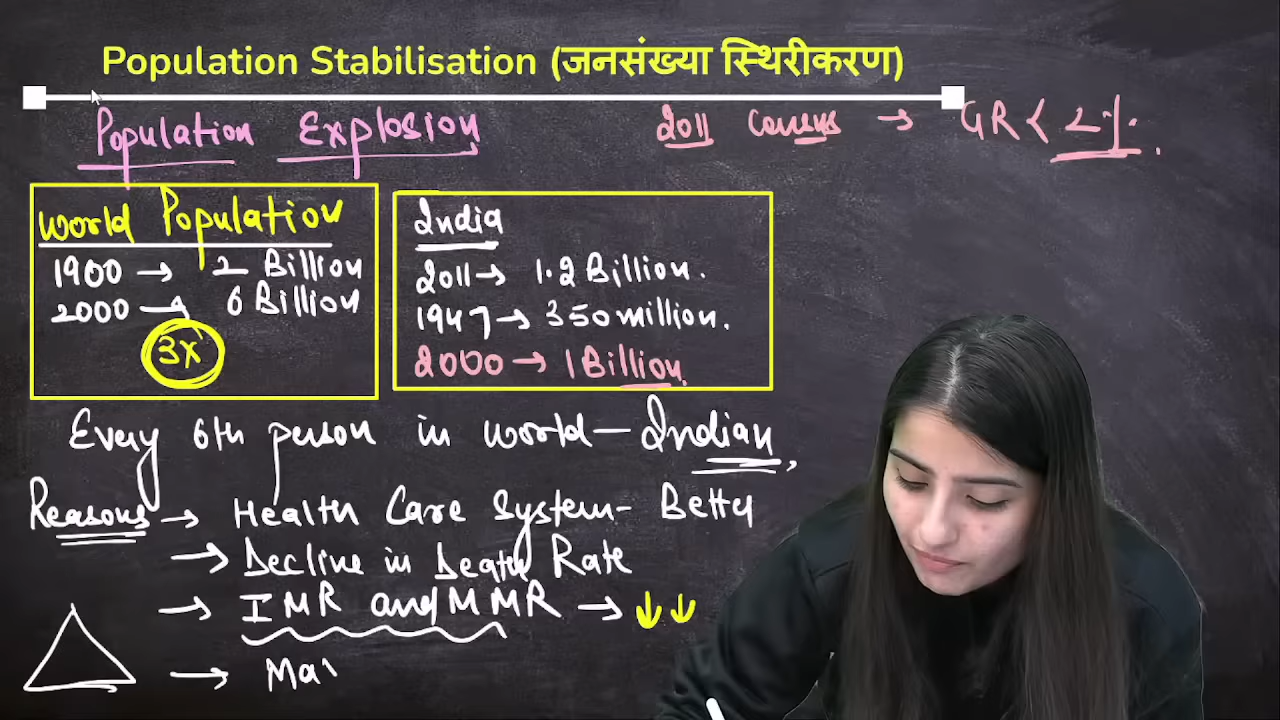 Population Stabilisation (जनसंख्या स्थिरीकरण)
Population Explosion
2011 Census → GR < 2%.
World Population
1900 → 2 Billion
2000 → 6 Billion
3x
India
2011 → 1.2 Billion.
1947 → 350 million.
2000 → 1 Billion.
Every 6th person in world - Indian,
Reasons → Health Care System - Better
→ Decline in Death Rate
→ IMR and MMR → ↓↓
→ Ma